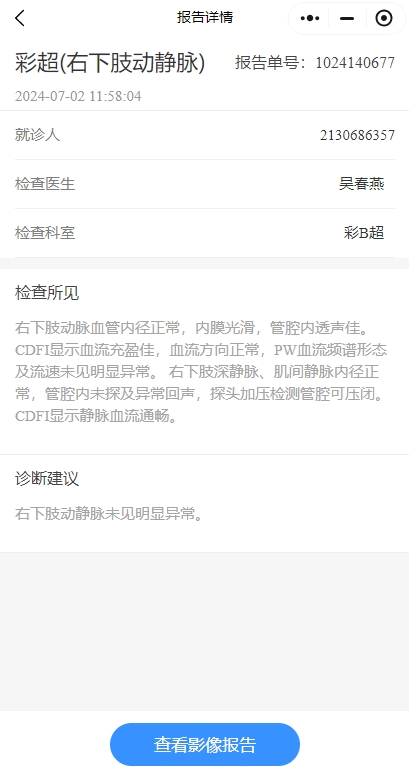 报告详情
彩超(右下肢动静脉)
报告单号：1024140677
2024-07-02 11:58:04
就诊人 2130686357
检查医生 吴春燕
检查科室 彩B超
检查所见
右下肢动脉血管内径正常，内膜光滑，管腔内透声佳。
CDFI显示血流充盈佳，血流方向正常，PW血流频谱形态
及流速未见明显异常。 右下肢深静脉、肌间静脉内径正
常，管腔内未探及异常回声，探头加压检测管腔可压闭。
CDFI显示静脉血流通畅。
诊断建议
右下肢动静脉未见明显异常。
查看影像报告